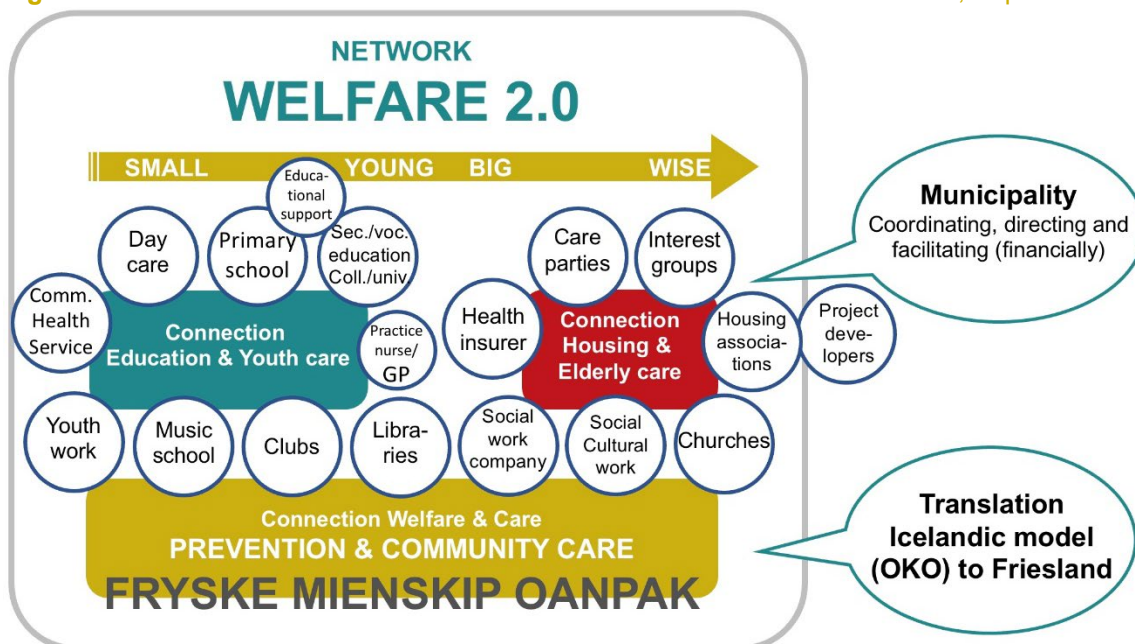 NETWORK
WELFARE 2.0
SMALL YOUNG BIG WISE
Educa-
tional
support
Day
care
Primary
school
Sec./voc.
education
Coll./univ.
Care
parties
Interest
groups
Comm.
Health
Service
Connection
Education & Youth care
Practice
nurse/
GP
Health
insurer
Connection
Housing &
Elderly care
Housing
associa-
tions
Project
deve-
lopers
Youth
work
Music
school
Clubs
Libra-
ries
Social
work
company
Social
Cultural
work
Churches
Connection Welfare & Care
PREVENTION & COMMUNITY CARE
FRYSKE MIENSKIP OANPAK
Municipality
Coordinating, directing and
facilitating (financially)
Translation
Icelandic model
(OKO) to Friesland